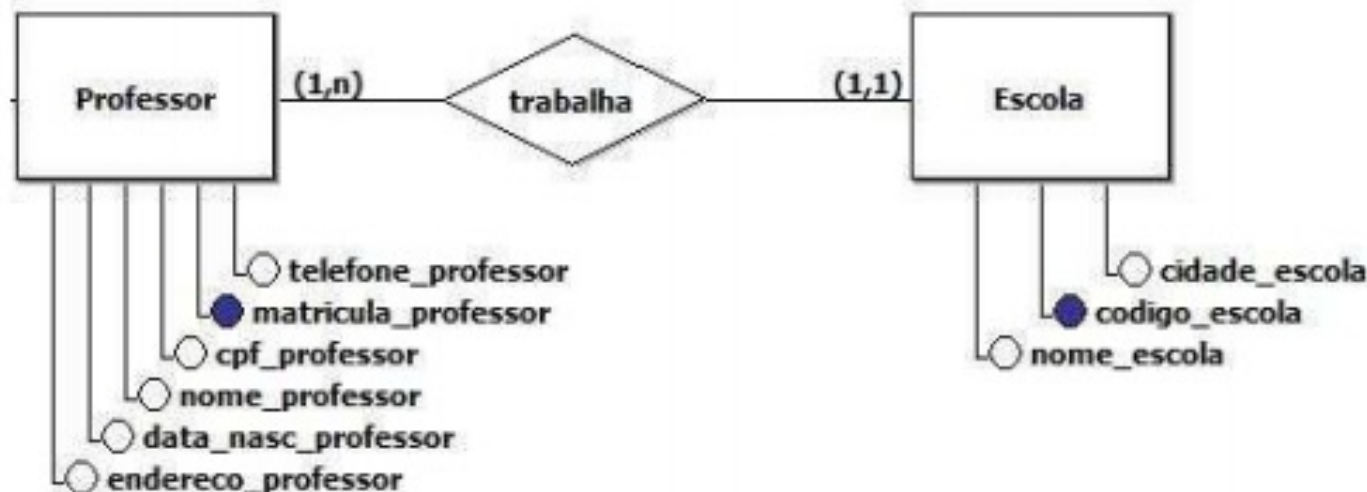 Professor
(1,n)
trabalha
(1,1)
Escola
telefone_professor
matricula_professor
cpf_professor
nome_professor
data_nasc_professor
endereco_professor
cidade_escola
codigo_escola
nome_escola